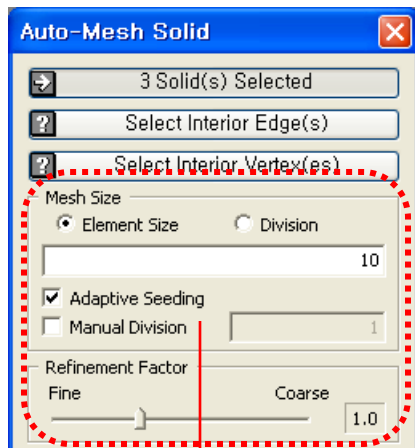 Auto-Mesh Solid
3 Solid(s) Selected
Select Interior Edge(s)
Select Interior Vertex(es)
Mesh Size
Element Size Division
10
Adaptive Seeding
Manual Division 1
Refinement Factor
Fine Coarse
1.0